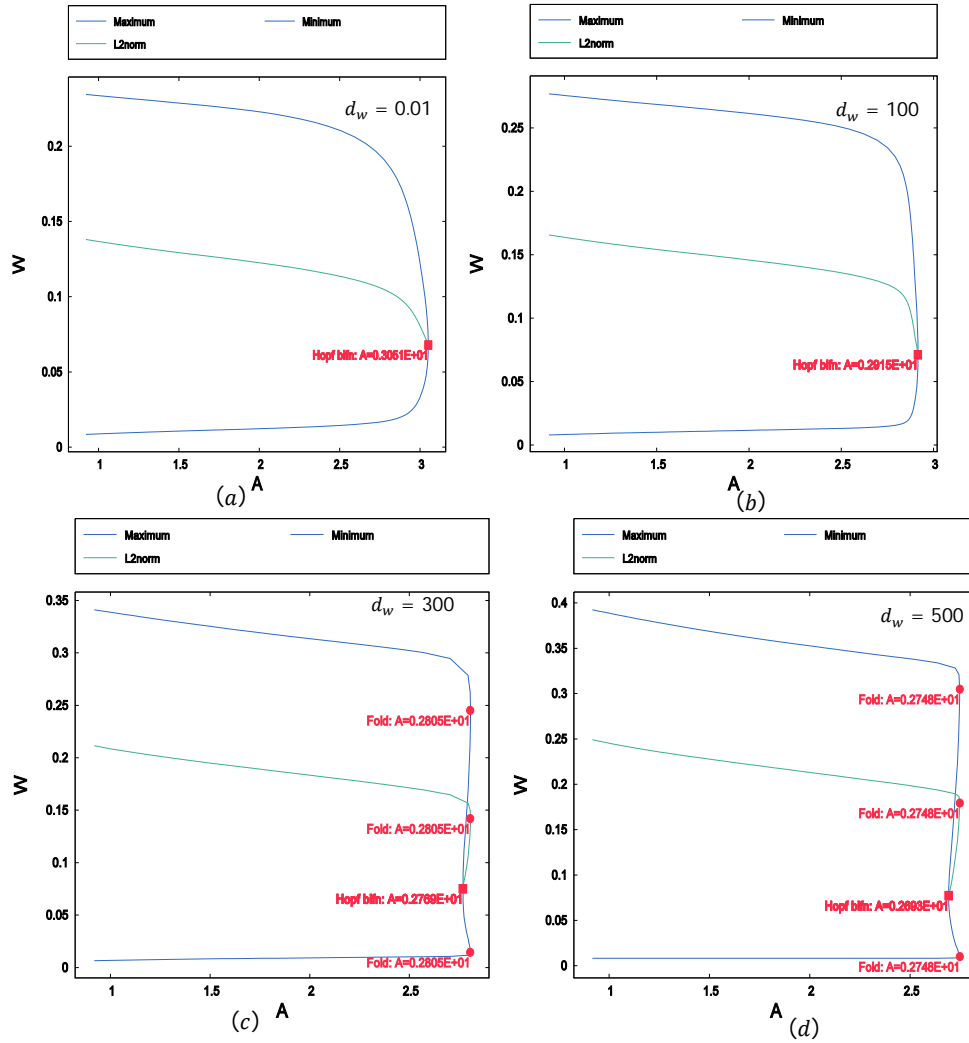 Maximum Minimum
L2norm
d_w = 0.01
0.2
0.15
0.1
0.05
0
W
Hopf bifn: A=0.3051E+01
1 1.5 2 2.5 3
A
(a)
Maximum Minimum
L2norm
d_w = 100
0.25
0.2
0.15
0.1
0.05
0
W
Hopf bifn: A=0.2915E+01
1 1.5 2 2.5 3
A
(b)
Maximum Minimum
L2norm
d_w = 300
0.35
0.3
0.25
0.2
0.15
0.1
0.05
0
W
Fold: A=0.2805E+01
Fold: A=0.2805E+01
Hopf bifn: A=0.2769E+01
Fold: A=0.2805E+01
1 1.5 2 2.5
A
(c)
Maximum Minimum
L2norm
d_w = 500
0.4
0.35
0.3
0.25
0.2
0.15
0.1
0.05
0
W
Fold: A=0.2748E+01
Fold: A=0.2748E+01
Hopf bifn: A=0.2693E+01
Fold: A=0.2748E+01
1 1.5 2 2.5
A
(d)